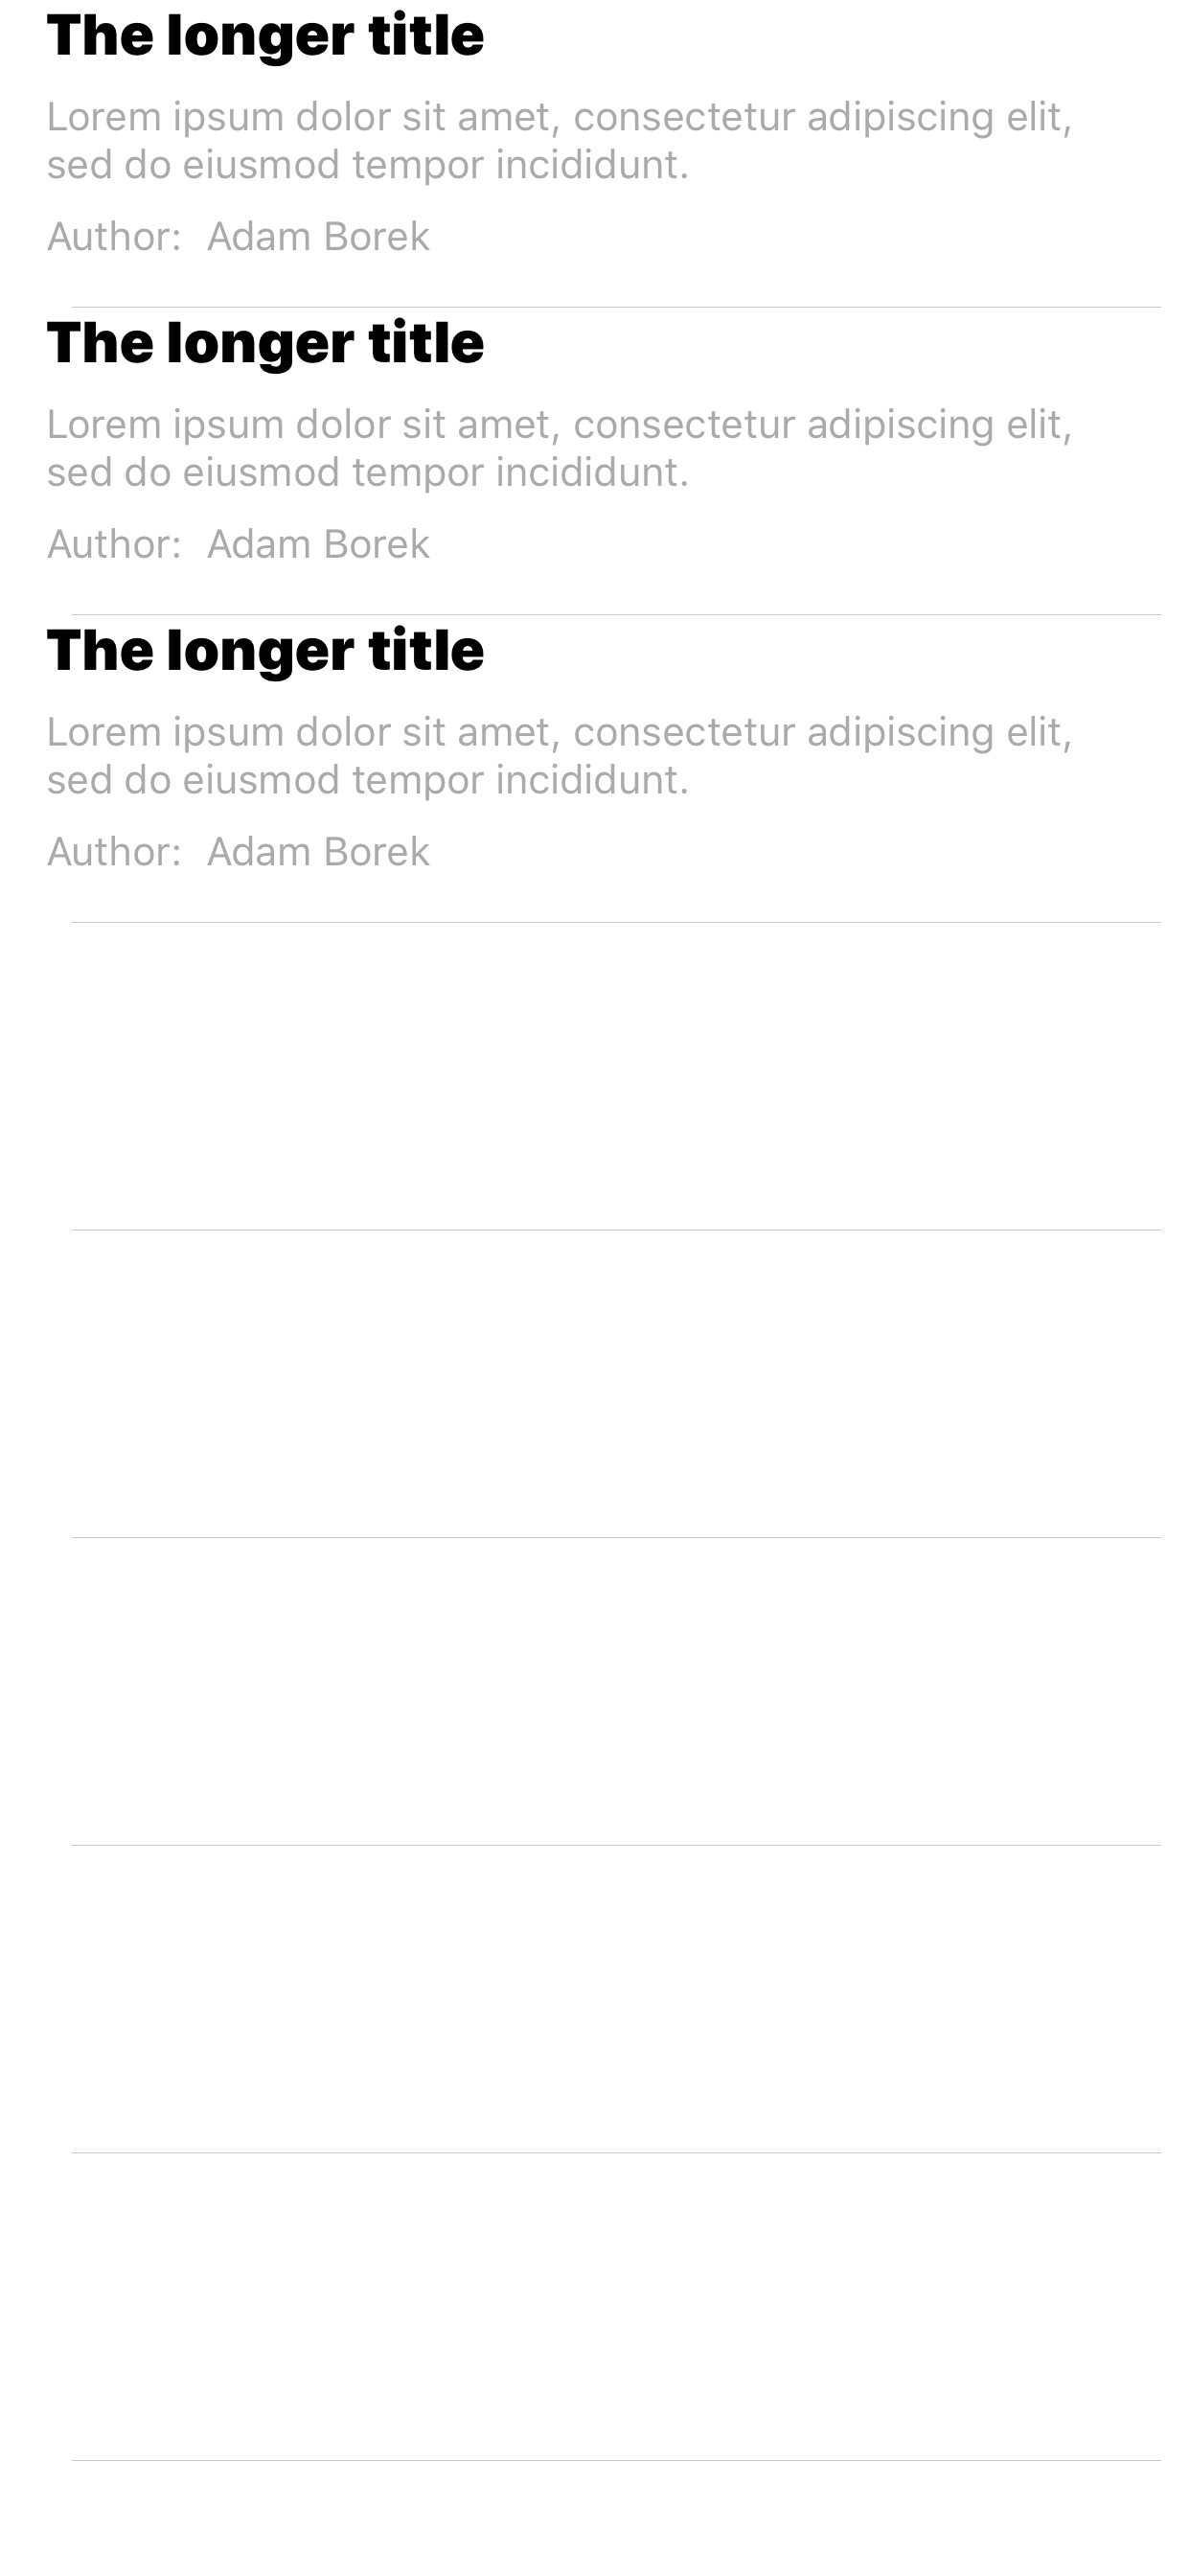 The longer title
Lorem ipsum dolor sit amet, consectetur adipiscing elit,
sed do eiusmod tempor incididunt.
Author: Adam Borek
The longer title
Lorem ipsum dolor sit amet, consectetur adipiscing elit,
sed do eiusmod tempor incididunt.
Author: Adam Borek
The longer title
Lorem ipsum dolor sit amet, consectetur adipiscing elit,
sed do eiusmod tempor incididunt.
Author: Adam Borek